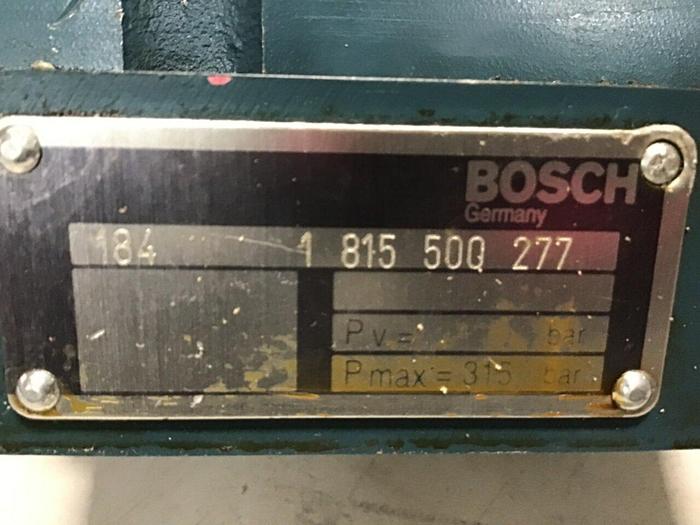 BOSCH
Germany
184 1 815 500 277
Pv = bar
Pmax = 315 bar